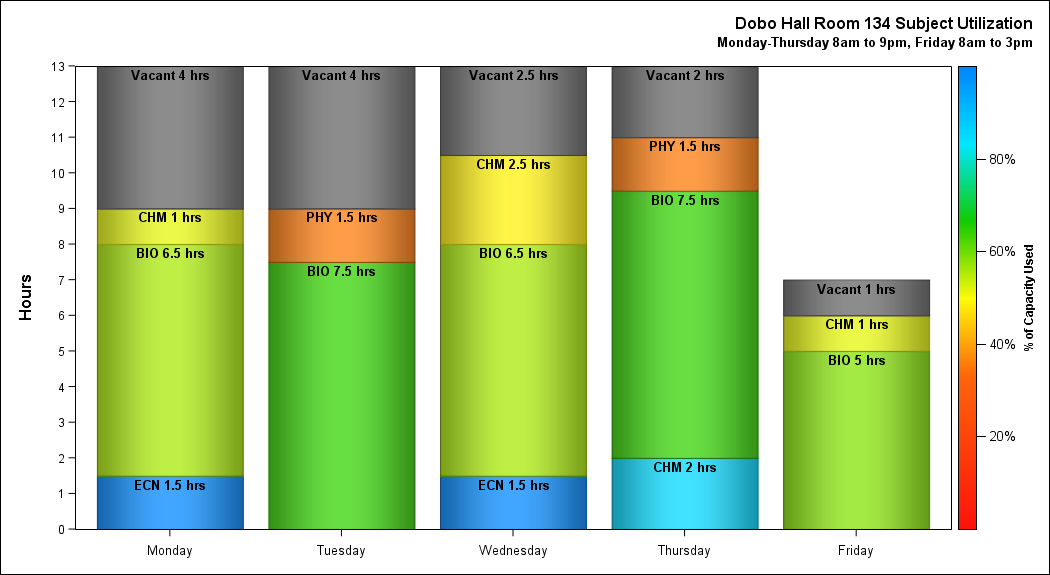 Dobo Hall Room 134 Subject Utilization
Monday-Thursday 8am to 9pm, Friday 8am to 3pm
Hours
13
12
11
10
9
8
7
6
5
4
3
2
1
0
Vacant 4 hrs
CHM 1 hrs
BIO 6.5 hrs
ECN 1.5 hrs
Vacant 4 hrs
PHY 1.5 hrs
BIO 7.5 hrs
Vacant 2.5 hrs
CHM 2.5 hrs
BIO 6.5 hrs
ECN 1.5 hrs
Vacant 2 hrs
PHY 1.5 hrs
BIO 7.5 hrs
CHM 2 hrs
Vacant 1 hrs
CHM 1 hrs
BIO 5 hrs
Monday
Tuesday
Wednesday
Thursday
Friday
80%
60%
40%
20%
% of Capacity Used